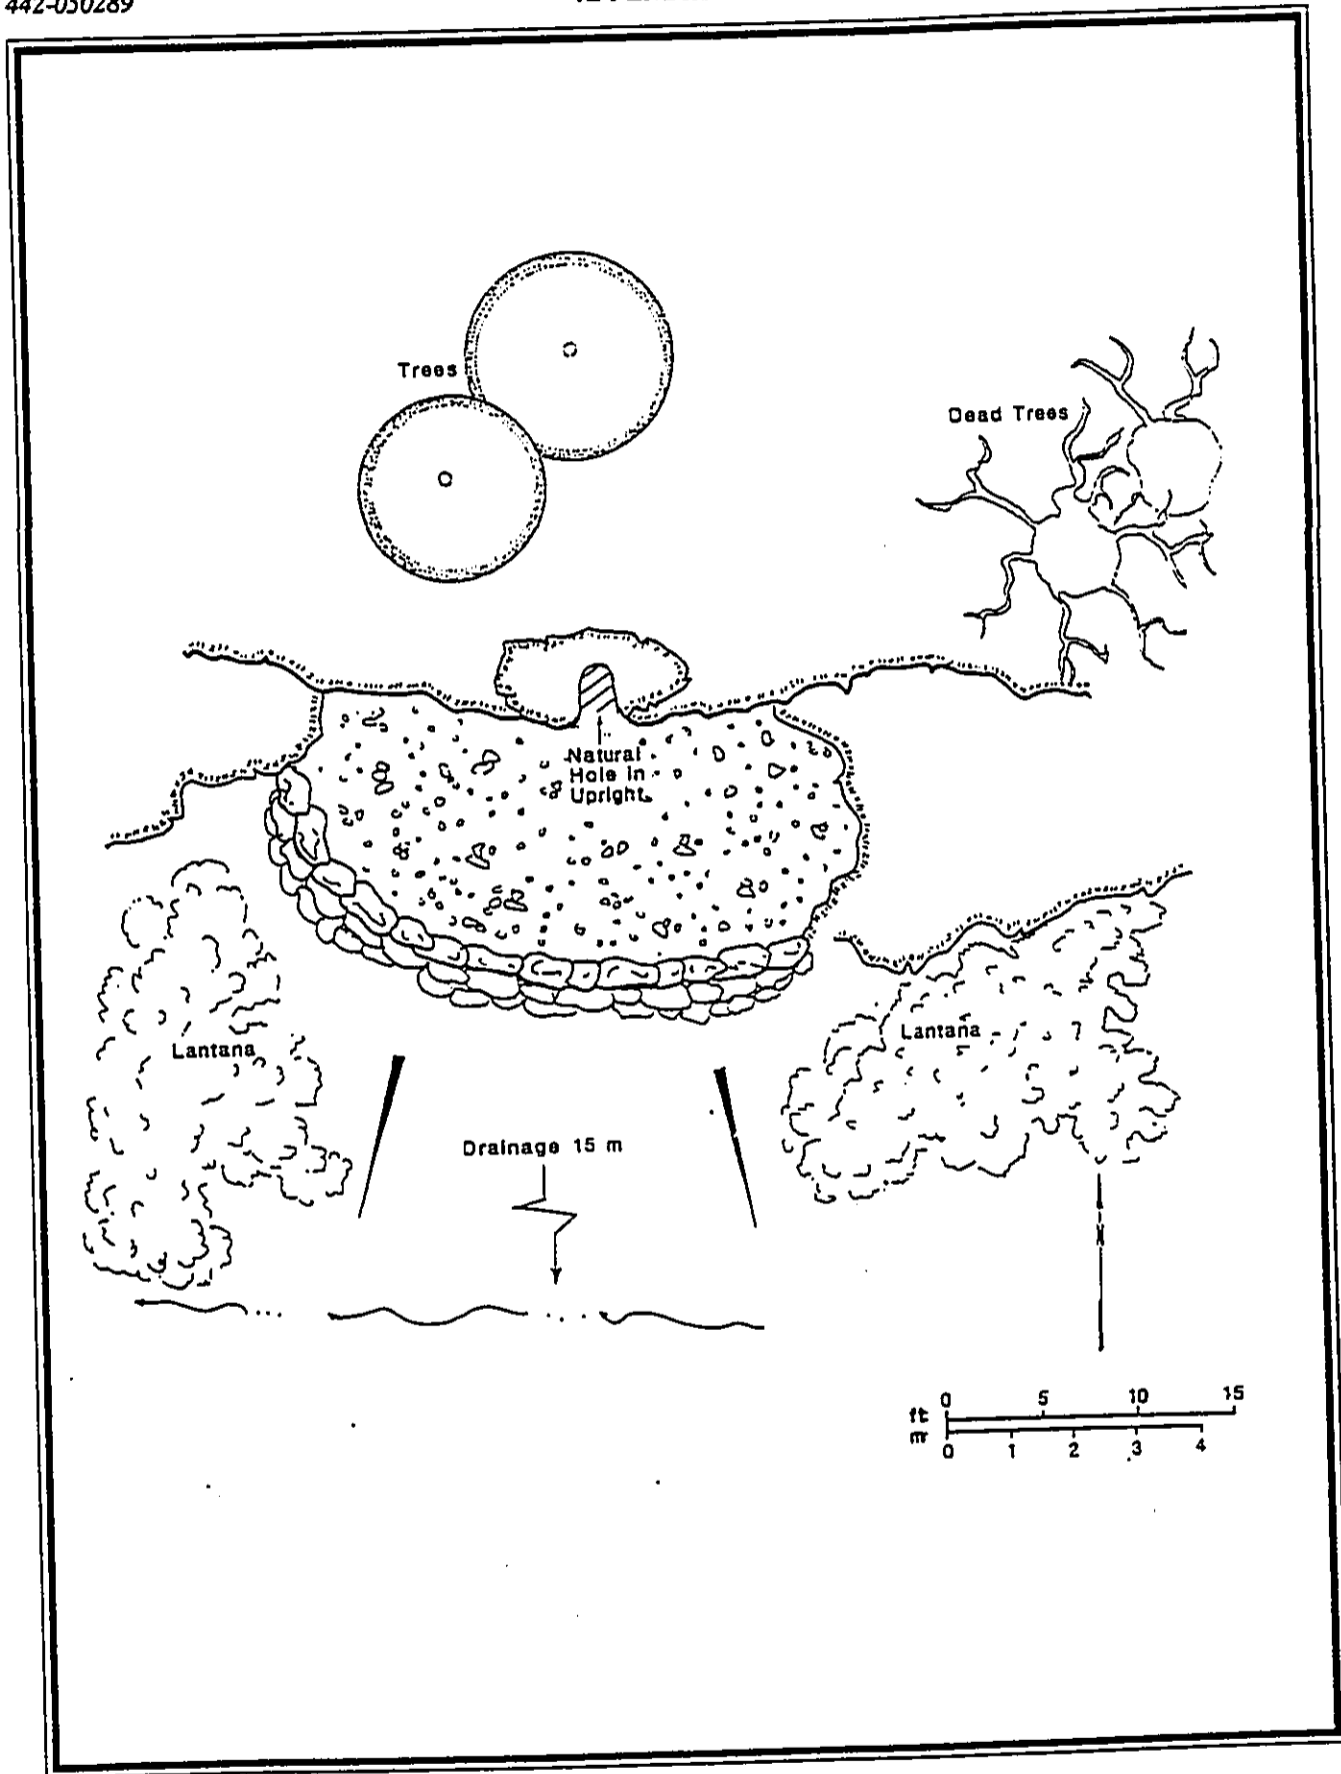 442-050289
Trees
Dead Trees
Natural
Hole in
Upright
Lantana
Lantana
Drainage 15 m
N
0 5 10 15
ft
m
0 1 2 3 4